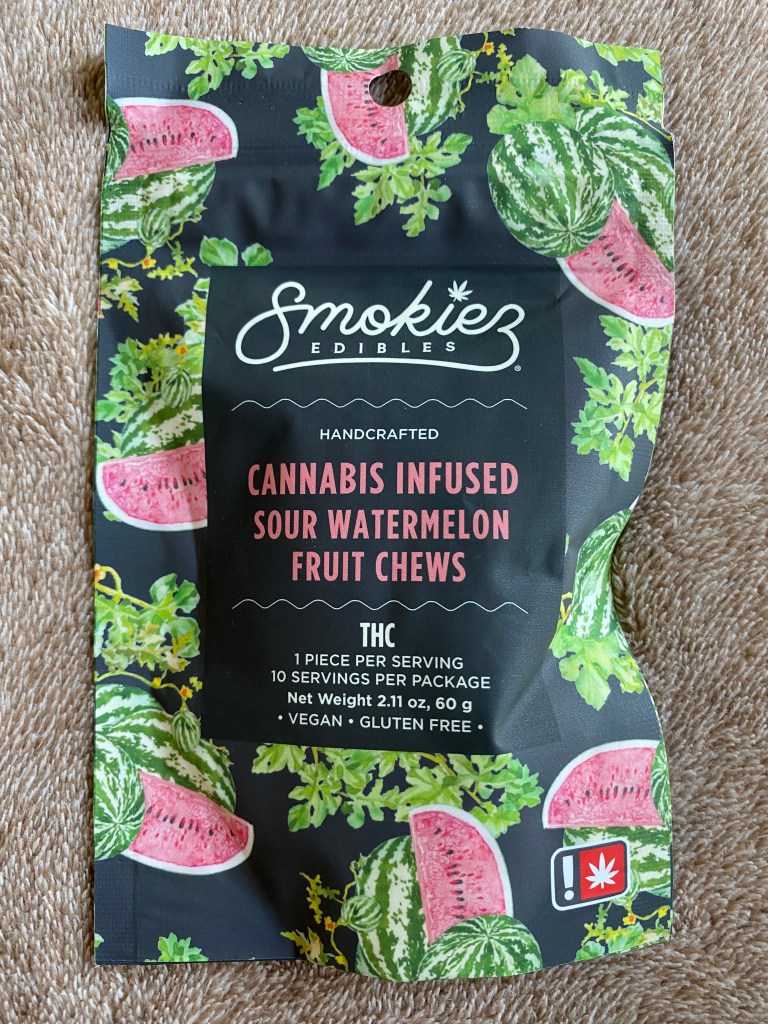 Smokiez
EDIBLES
®
HANDCRAFTED
CANNABIS INFUSED
SOUR WATERMELON
FRUIT CHEWS
THC
1 PIECE PER SERVING
10 SERVINGS PER PACKAGE
Net Weight 2.11 oz, 60 g
• VEGAN • GLUTEN FREE •
!